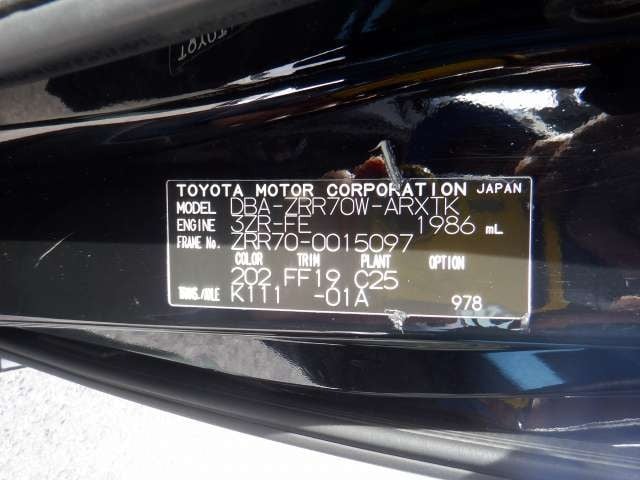 TOYOTA MOTOR CORPORATION JAPAN
MODEL DBA-ZRR70W-ARXTK
ENGINE 3ZR-FE 1986 mL
FRAME No. ZRR70-0015097
COLOR TRIM PLANT OPTION
202 FF19 C25
TRANS./AXLE K111 -01A 978